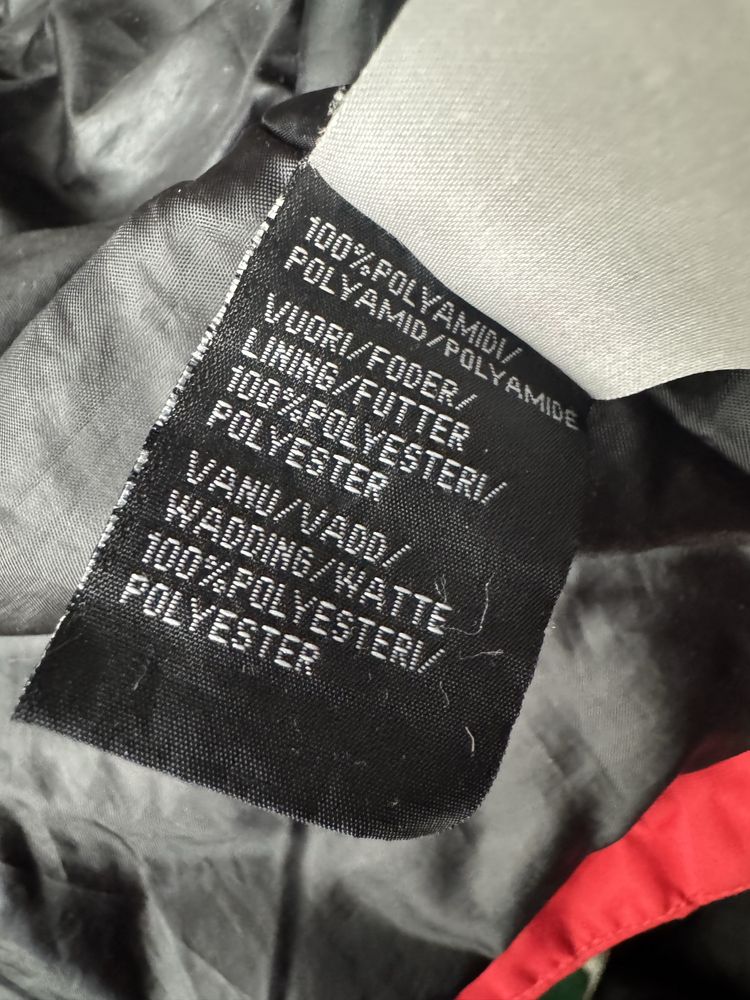 100%POLYAMIDI/
POLYAMID/POLYAMIDE
VUORI/FODER/
LINING/FUTTER
100%POLYESTERI/
POLYESTER
VANU/VADD/
WADDING/WATTE
100%POLYESTERI/
POLYESTER